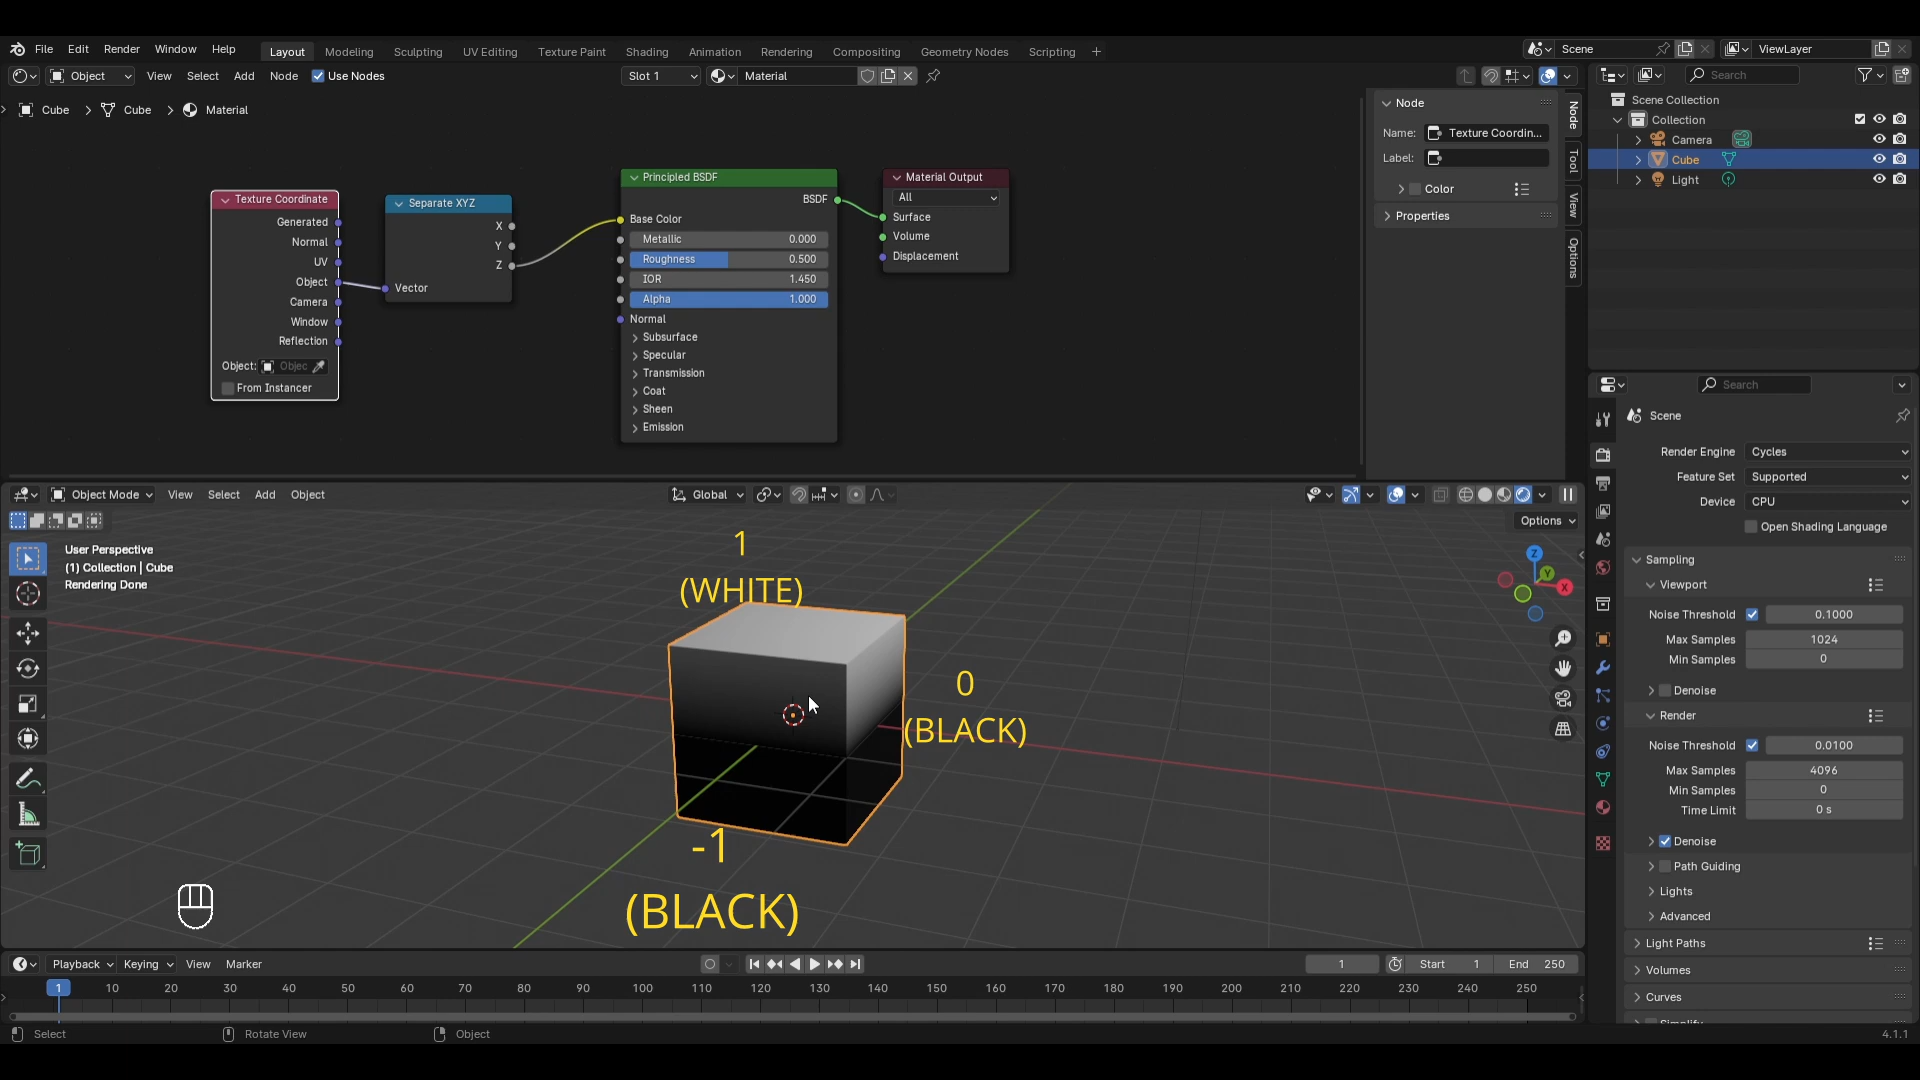 File Edit Render Window Help Layout Modeling Sculpting UV Editing Texture Paint Shading Animation Rendering Compositing Geometry Nodes Scripting + Scene ViewLayer
Object View Select Add Node Use Nodes Slot 1 Material Search
Cube > Cube > Material
Scene Collection
Collection
Camera
Cube
Light
Node
Name: Texture Coordin...
Label:
Color
Properties
Node
Tool
View
Options
Texture Coordinate
Generated
Normal
UV
Object
Camera
Window
Reflection
Object: Objec
From Instancer
Separate XYZ
X
Y
Z
Vector
Principled BSDF
BSDF
Base Color
Metallic 0.000
Roughness 0.500
IOR 1.450
Alpha 1.000
Normal
Subsurface
Specular
Transmission
Coat
Sheen
Emission
Material Output
All
Surface
Volume
Displacement
Search
Scene
Render Engine Cycles
Feature Set Supported
Device CPU
Open Shading Language
Sampling
Viewport
Noise Threshold 0.1000
Max Samples 1024
Min Samples 0
Denoise
Render
Noise Threshold 0.0100
Max Samples 4096
Min Samples 0
Time Limit 0 s
Denoise
Path Guiding
Lights
Advanced
Light Paths
Volumes
Curves
Object Mode View Select Add Object Global
Options
User Perspective
(1) Collection | Cube
Rendering Done
Z
Y
X
1
(WHITE)
0
(BLACK)
-1
(BLACK)
Playback Keying View Marker 1 Start 1 End 250
1 10 20 30 40 50 60 70 80 90 100 110 120 130 140 150 160 170 180 190 200 210 220 230 240 250
Select Rotate View Object 4.1.1